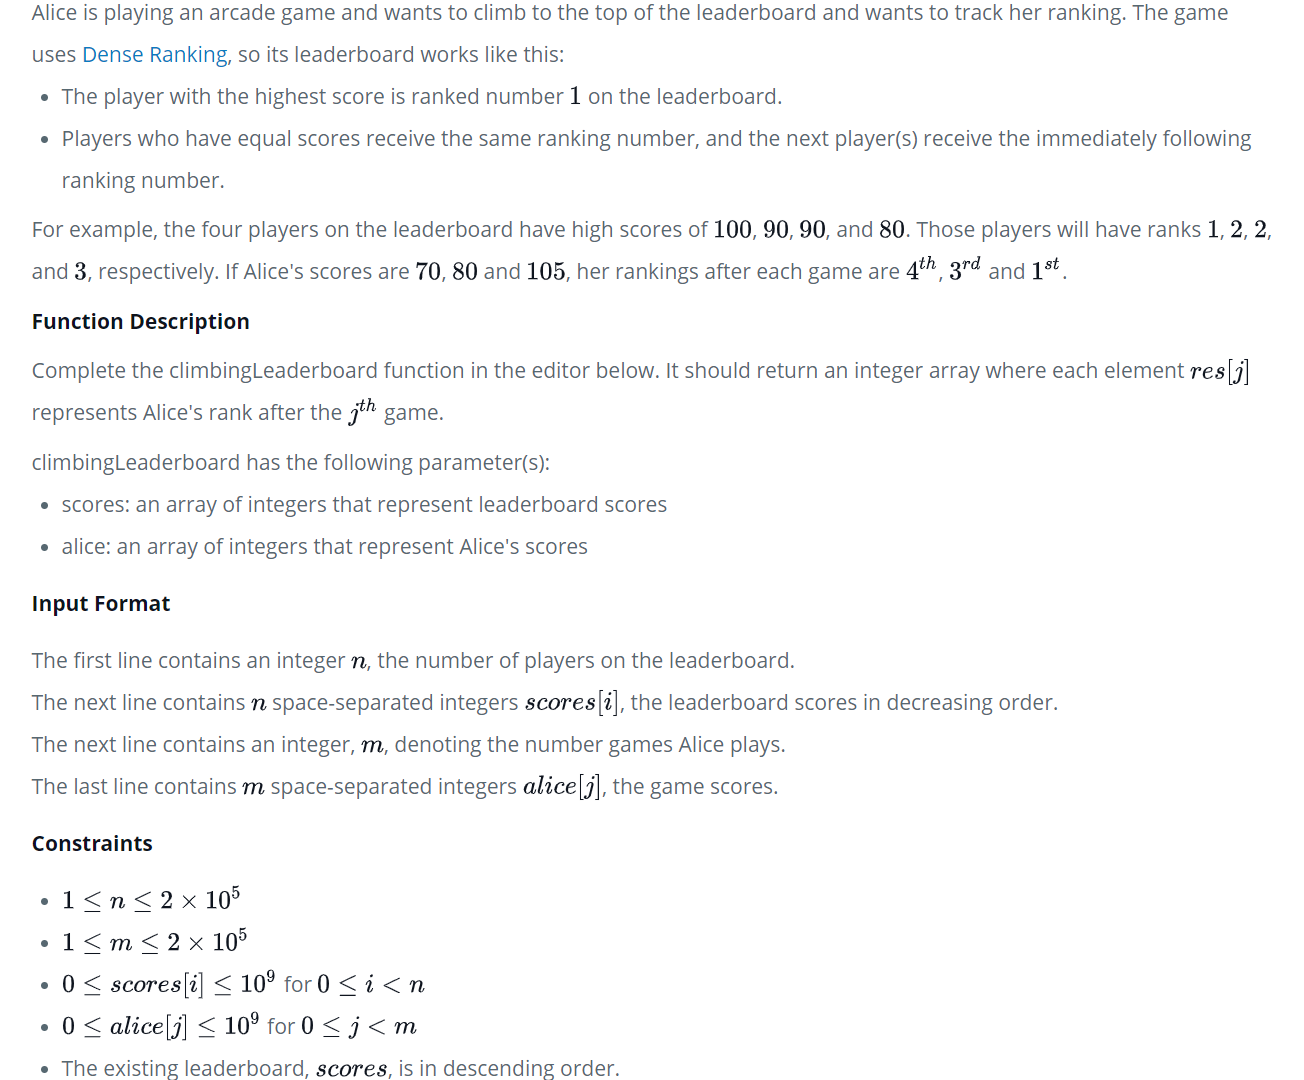 Alice is playing an arcade game and wants to climb to the top of the leaderboard and wants to track her ranking. The game
uses Dense Ranking, so its leaderboard works like this:
• The player with the highest score is ranked number 1 on the leaderboard.
• Players who have equal scores receive the same ranking number, and the next player(s) receive the immediately following
ranking number.
For example, the four players on the leaderboard have high scores of 100, 90, 90, and 80. Those players will have ranks 1, 2, 2,
and 3, respectively. If Alice's scores are 70, 80 and 105, her rankings after each game are 4^th, 3^rd and 1^st.
Function Description
Complete the climbingLeaderboard function in the editor below. It should return an integer array where each element res[j]
represents Alice's rank after the j^th game.
climbingLeaderboard has the following parameter(s):
• scores: an array of integers that represent leaderboard scores
• alice: an array of integers that represent Alice's scores
Input Format
The first line contains an integer n, the number of players on the leaderboard.
The next line contains n space-separated integers scores[i], the leaderboard scores in decreasing order.
The next line contains an integer, m, denoting the number games Alice plays.
The last line contains m space-separated integers alice[j], the game scores.
Constraints
• 1 ≤ n ≤ 2 × 10^5
• 1 ≤ m ≤ 2 × 10^5
• 0 ≤ scores[i] ≤ 10^9 for 0 ≤ i < n
• 0 ≤ alice[j] ≤ 10^9 for 0 ≤ j < m
• The existing leaderboard, scores, is in descending order.